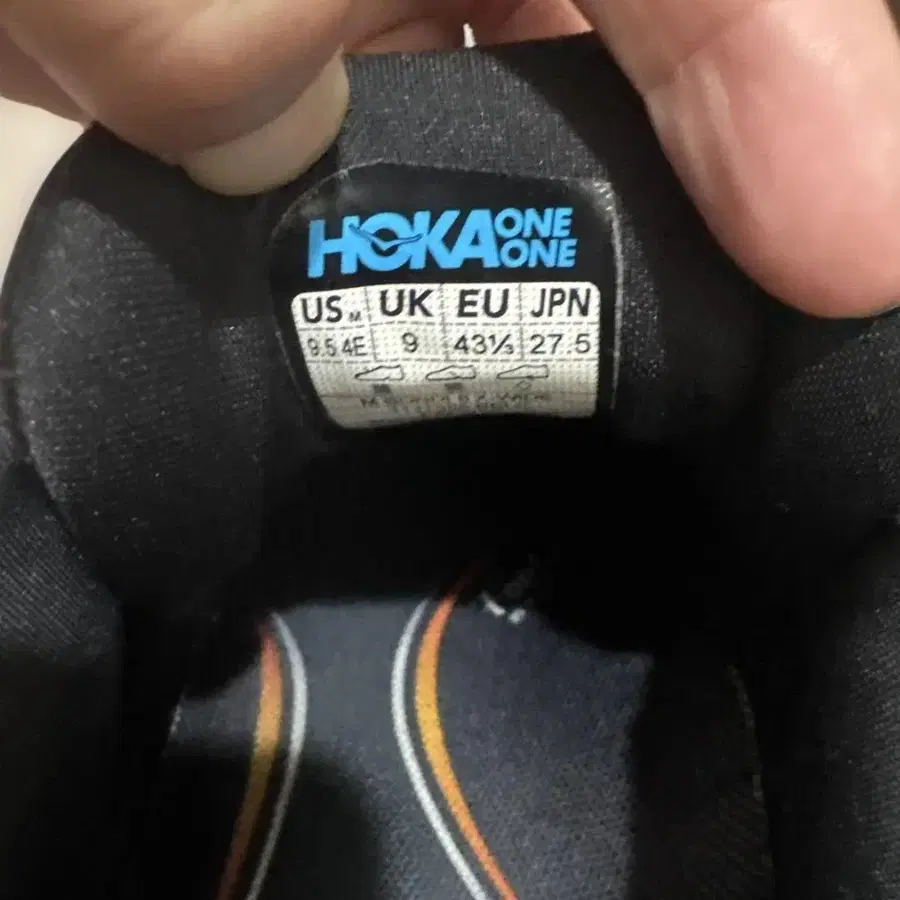 HOKA ONE ONE
US M UK EU JPN
9.5 4E 9 43⅓ 27.5